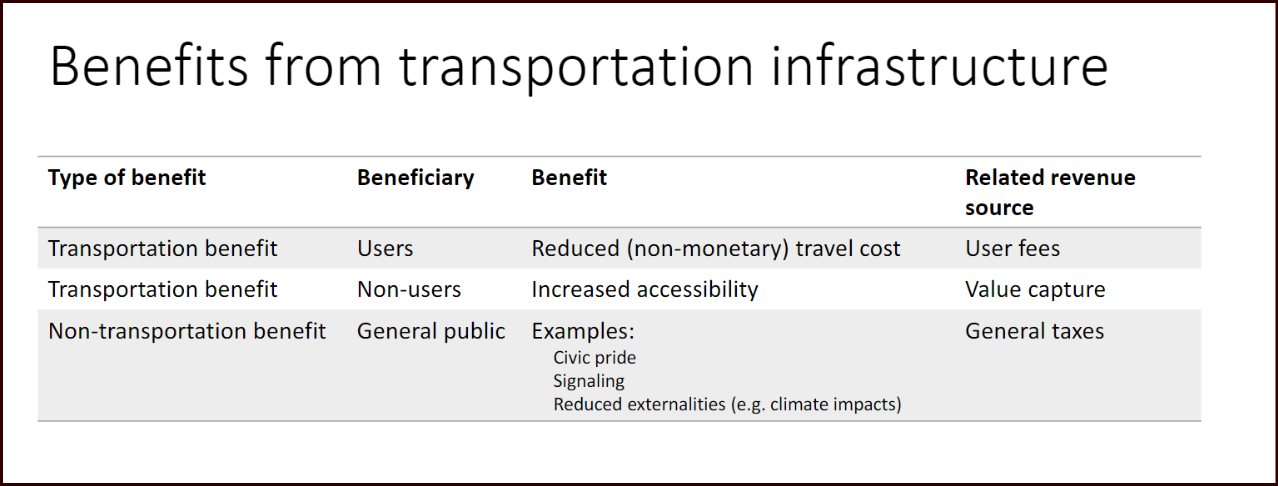 Benefits from transportation infrastructure
Type of benefit Beneficiary Benefit Related revenue source
Transportation benefit Users Reduced (non-monetary) travel cost User fees
Transportation benefit Non-users Increased accessibility Value capture
Non-transportation benefit General public Examples: General taxes
Civic pride
Signaling
Reduced externalities (e.g. climate impacts)